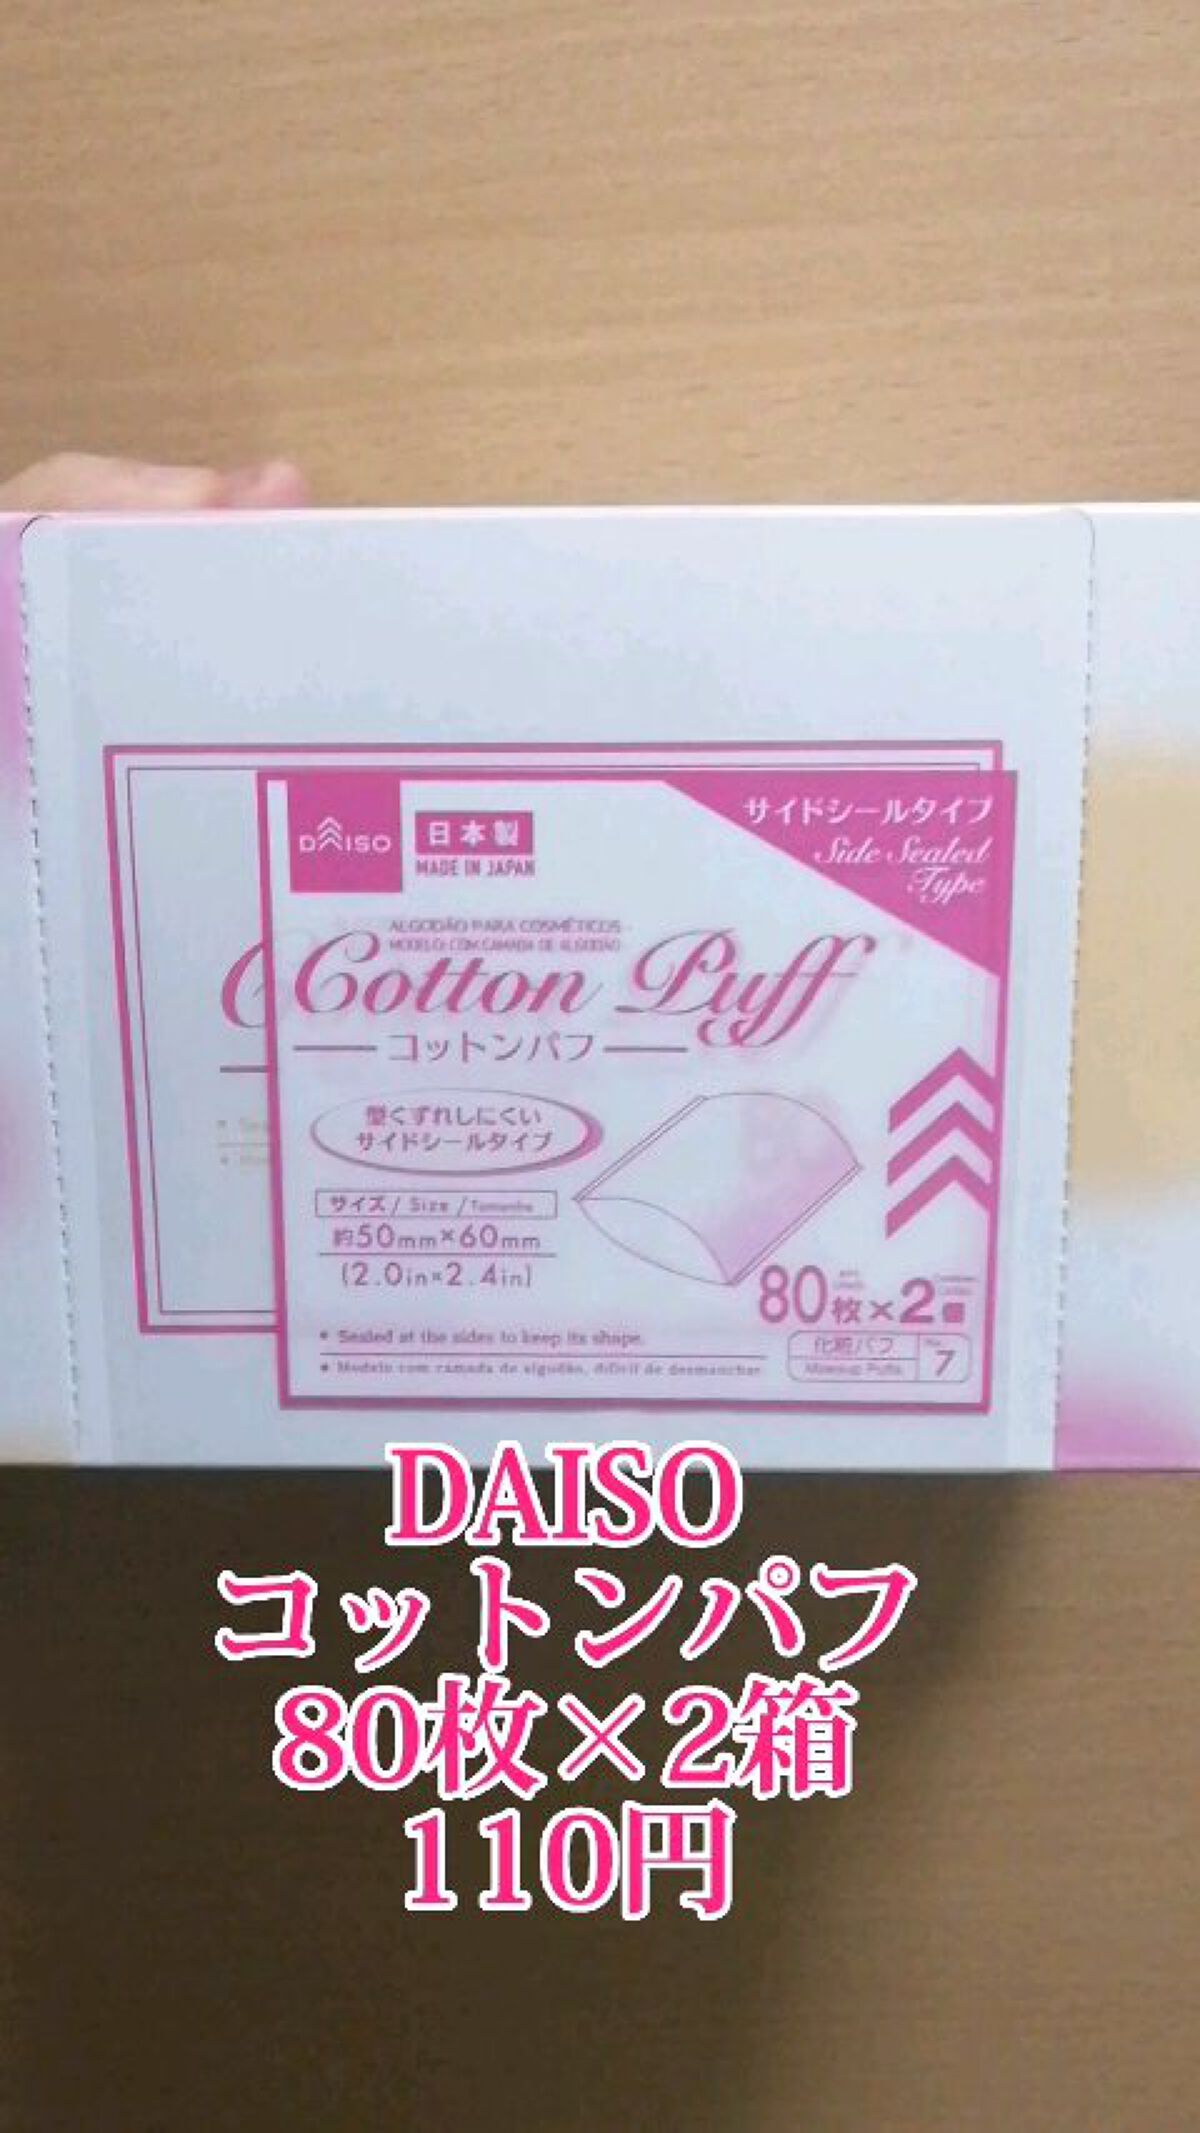 DAISO
日本製
MADE IN JAPAN
サイドシールタイプ
Side Sealed
Type
ALGODÃO PARA COSMÉTICOS -
MODELO COM CAMADA DE ALGODÃO
Cotton Puff
コットンパフ
型くずれしにくい
サイドシールタイプ
サイズ / Size / Tamanho
約50mm×60mm
(2.0in×2.4in)
80枚×2個
• Sealed at the sides to keep its shape.
• Modelo com camada de algodão, difícil de desmanchar
化粧パフ
Makeup Puffs
No.
7
DAISO
コットンパフ
80枚×2箱
110円